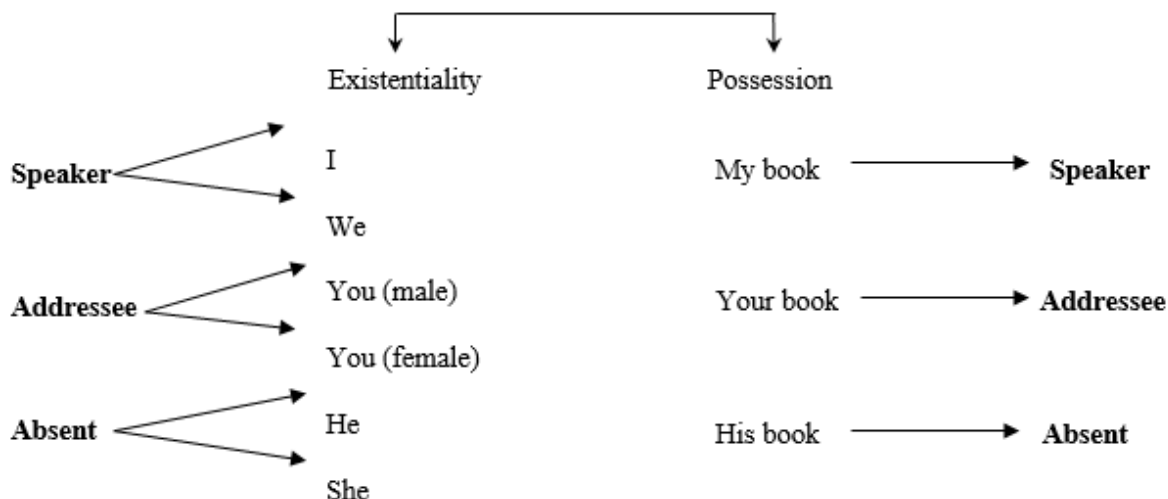 Existentiality Possession
I
Speaker My book Speaker
We
You (male)
Addressee Your book Addressee
You (female)
He
Absent His book Absent
She